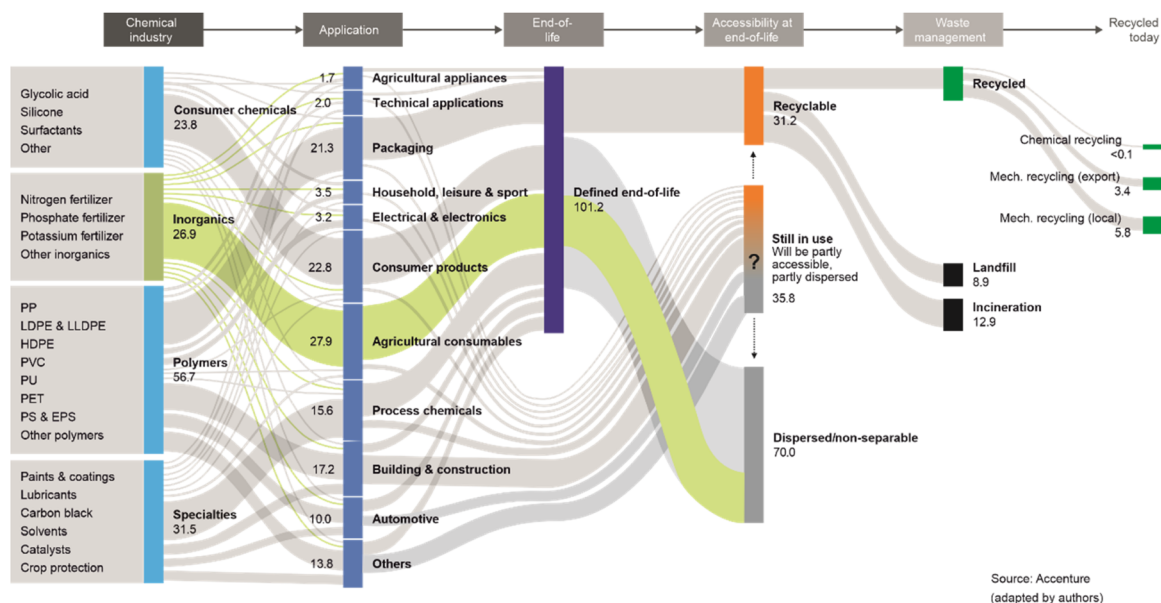 Chemical
industry
Application
End-of-
life
Accessibility at
end-of-life
Waste
management
Recycled
today
Glycolic acid
Silicone
Surfactants
Other
Consumer chemicals
23.8
Nitrogen fertilizer
Phosphate fertilizer
Potassium fertilizer
Other inorganics
Inorganics
26.9
PP
LDPE & LLDPE
HDPE
PVC
PU
PET
PS & EPS
Other polymers
Polymers
56.7
Paints & coatings
Lubricants
Carbon black
Solvents
Catalysts
Crop protection
Specialties
31.5
1.7 Agricultural appliances
2.0 Technical applications
21.3 Packaging
3.5 Household, leisure & sport
3.2 Electrical & electronics
22.8 Consumer products
27.9 Agricultural consumables
15.6 Process chemicals
17.2 Building & construction
10.0 Automotive
13.8 Others
Defined end-of-life
101.2
Recyclable
31.2
?
Still in use
Will be partly
accessible,
partly dispersed
35.8
Dispersed/non-separable
70.0
Recycled
Landfill
8.9
Incineration
12.9
Chemical recycling
<0.1
Mech. recycling (export)
3.4
Mech. recycling (local)
5.8
Source: Accenture
(adapted by authors)